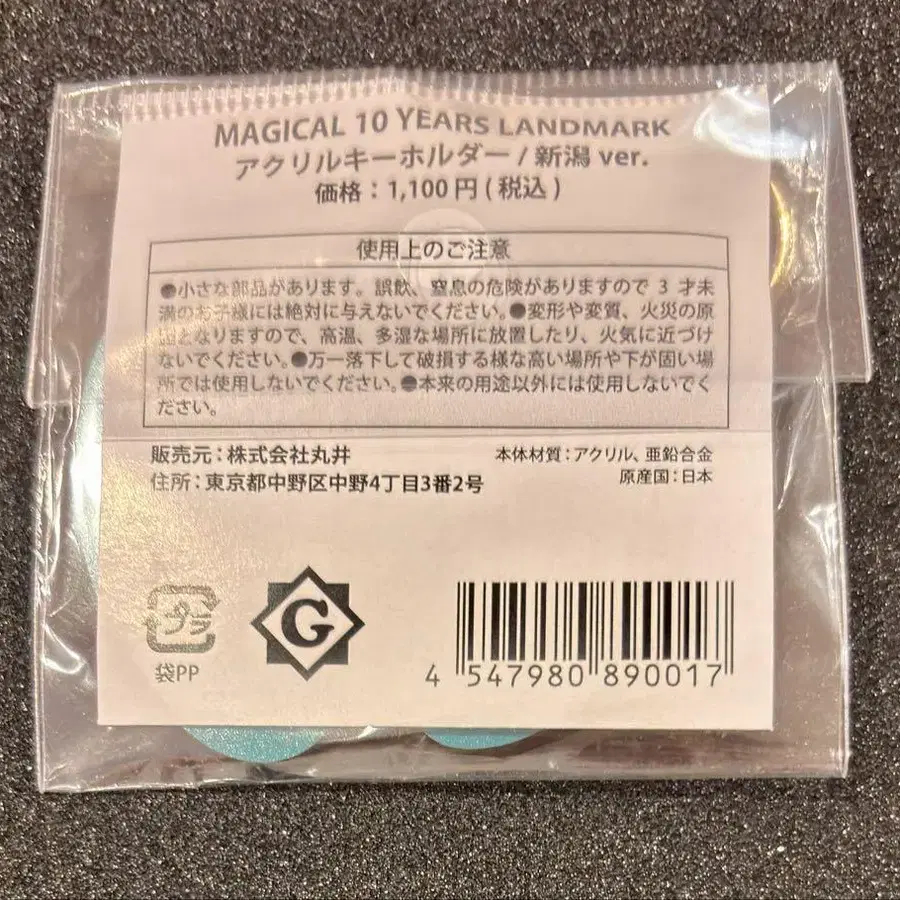 MAGICAL 10 YEARS LANDMARK
アクリルキーホルダー / 新潟 ver.
価格：1,100円(税込)
使用上のご注意
●小さな部品があります。誤飲、窒息の危険がありますので 3 才未
満のお子様には絶対に与えないでください。●変形や変質、火災の原
因となりますので、高温、多湿な場所に放置したり、火気に近づけ
ないでください。●万一落下して破損する様な高い場所や下が固い場
所では使用しないでください。●本来の用途以外には使用しないでく
ださい。
販売元：株式会社丸井
住所：東京都中野区中野4丁目3番2号
本体材質：アクリル、亜鉛合金
原産国：日本
プラ
袋PP
G
4 547980 890017